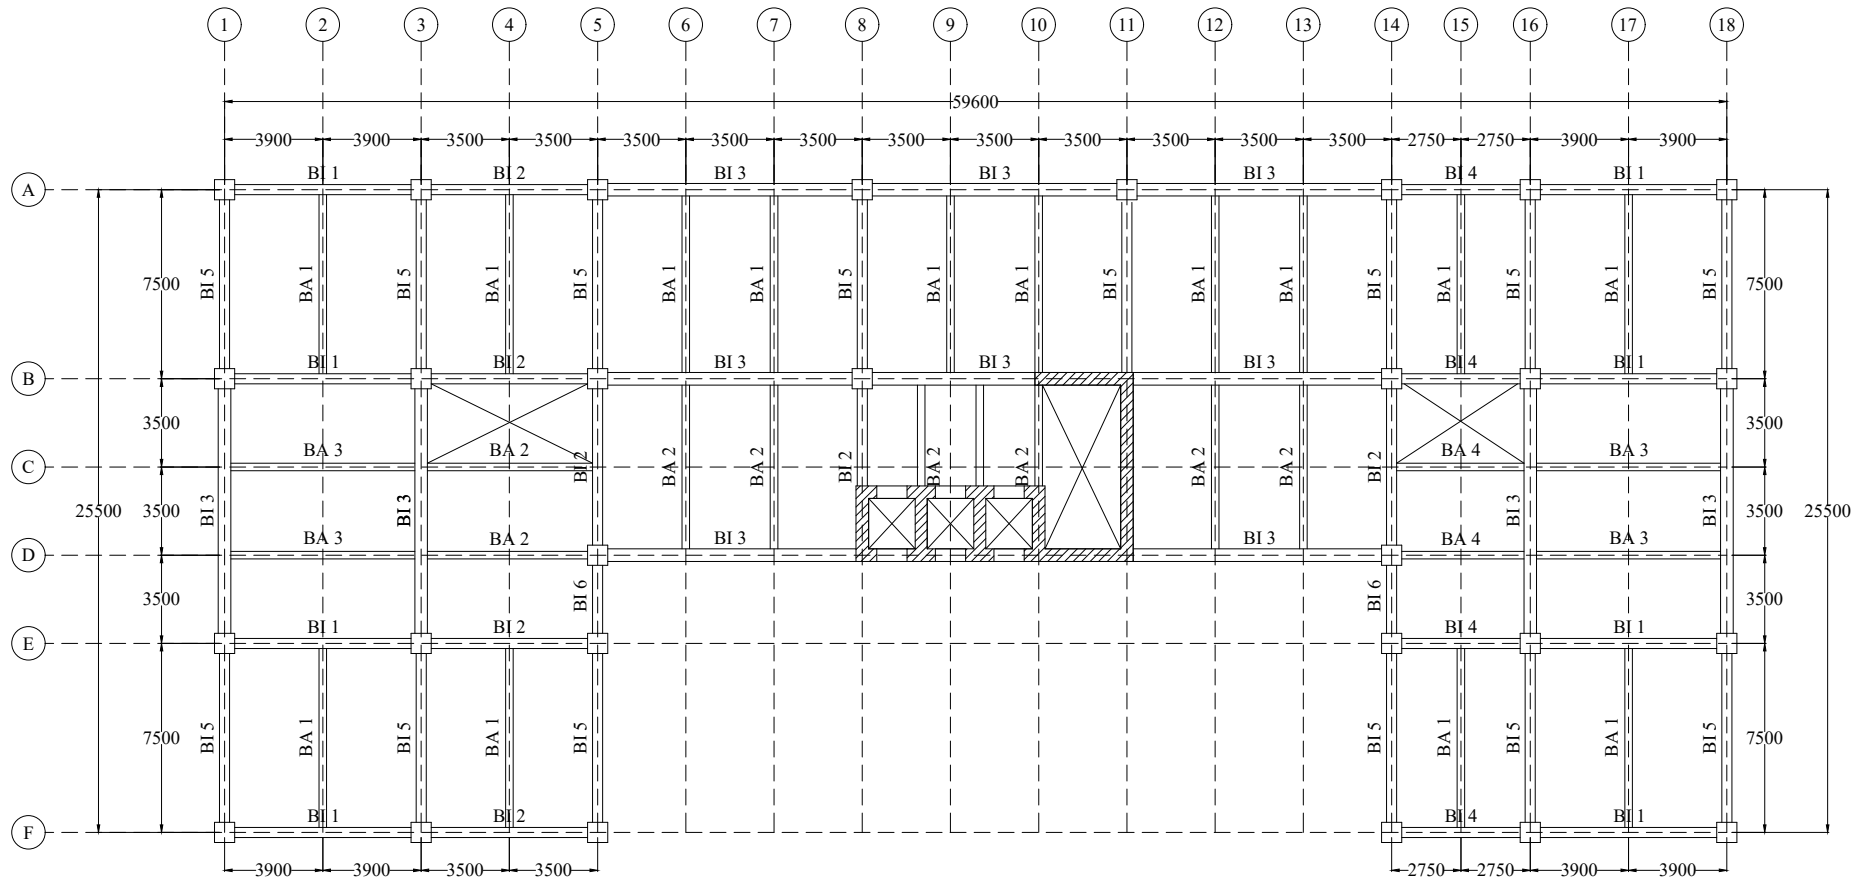 1 2 3 4 5 6 7 8 9 10 11 12 13 14 15 16 17 18
59600
3900 3900 3500 3500 3500 3500 3500 3500 3500 3500 3500 3500 3500 2750 2750 3900 3900
BI 1 BI 2 BI 3 BI 3 BI 3 BI 4 BI 1
A
7500 BI 5 BA 1 BI 5 BA 1 BI 5 BA 1 BA 1 BI 5 BA 1 BA 1 BI 5 BA 1 BA 1 BI 5 BA 1 BI 5 BA 1 BI 5 7500
BI 1 BI 2 BI 3 BI 3 BI 3 BI 4 BI 1
B
3500 3500
BA 3 BA 2 BA 4 BA 3
C BI 2 BA 2 BA 2 BI 2 BA 2 BA 2 BA 2 BA 2 BI 2
25500 3500 BI 3 BI 3 BI 3 BI 3 3500 25500
BA 3 BA 2 BI 3 BI 3 BA 4 BA 3
D
3500 BI 6 BI 6 3500
BI 1 BI 2 BI 4 BI 1
E
7500 BI 5 BA 1 BI 5 BA 1 BI 5 BI 5 BA 1 BI 5 BA 1 BI 5 7500
BI 1 BI 2 BI 4 BI 1
F
3900 3900 3500 3500 2750 2750 3900 3900